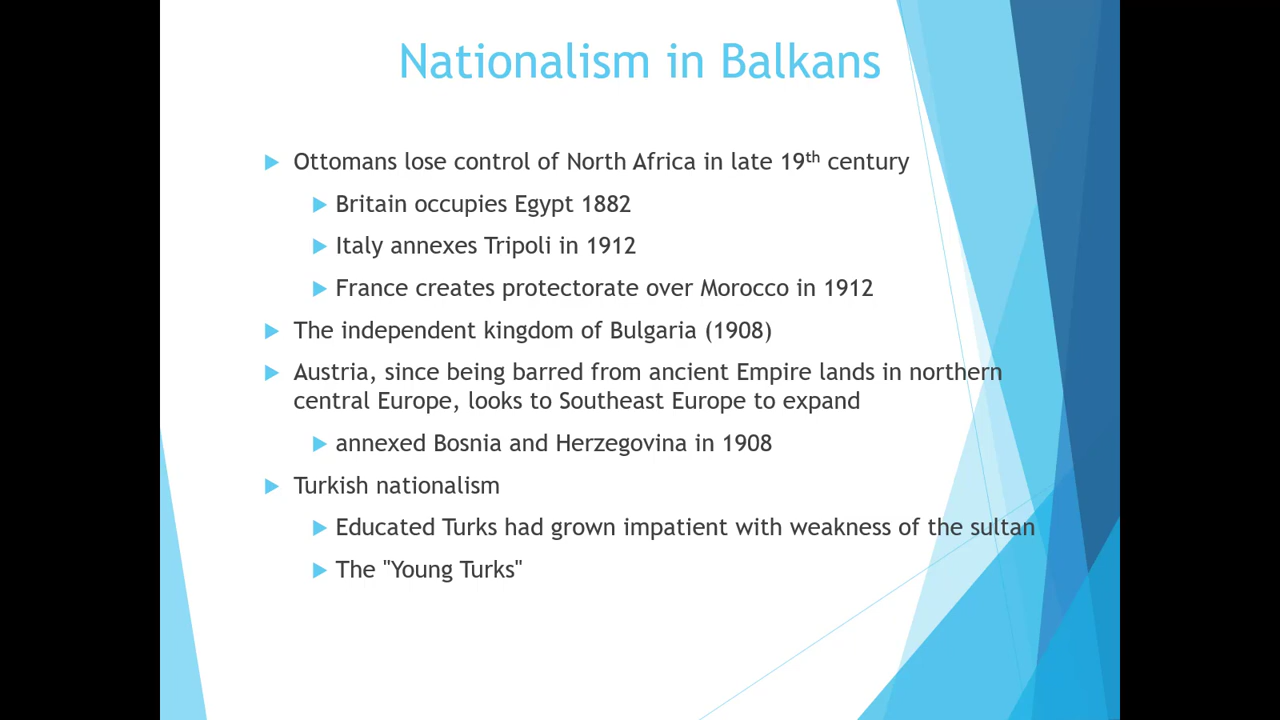 Nationalism in Balkans
Ottomans lose control of North Africa in late 19th century
Britain occupies Egypt 1882
Italy annexes Tripoli in 1912
France creates protectorate over Morocco in 1912
The independent kingdom of Bulgaria (1908)
Austria, since being barred from ancient Empire lands in northern
central Europe, looks to Southeast Europe to expand
annexed Bosnia and Herzegovina in 1908
Turkish nationalism
Educated Turks had grown impatient with weakness of the sultan
The "Young Turks"